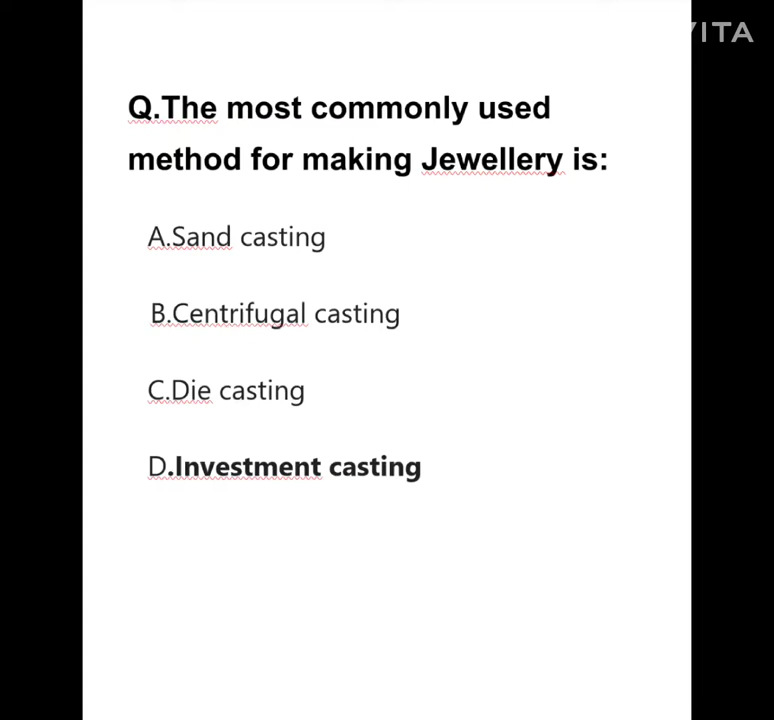 Q.The most commonly used
method for making Jewellery is:
A.Sand casting
B.Centrifugal casting
C.Die casting
D.Investment casting